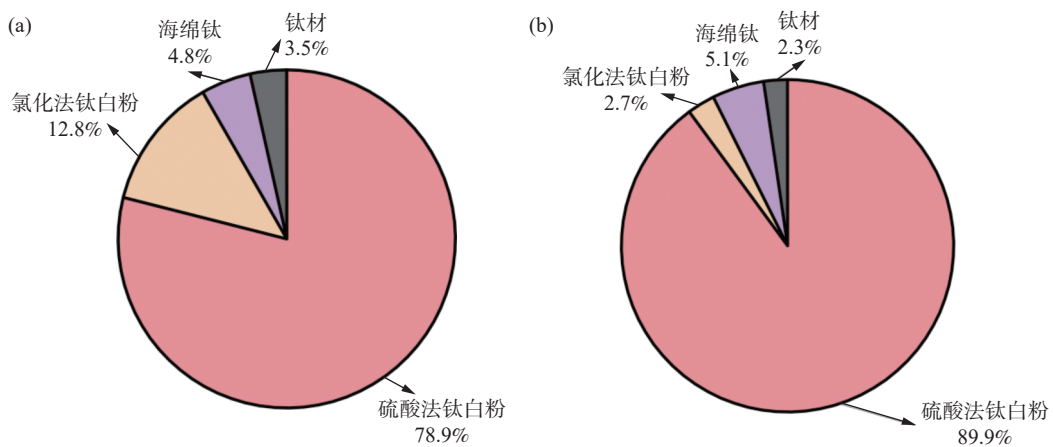 (a)
海绵钛
4.8%
钛材
3.5%
氯化法钛白粉
12.8%
硫酸法钛白粉
78.9%
(b)
海绵钛
5.1%
钛材
2.3%
氯化法钛白粉
2.7%
硫酸法钛白粉
89.9%